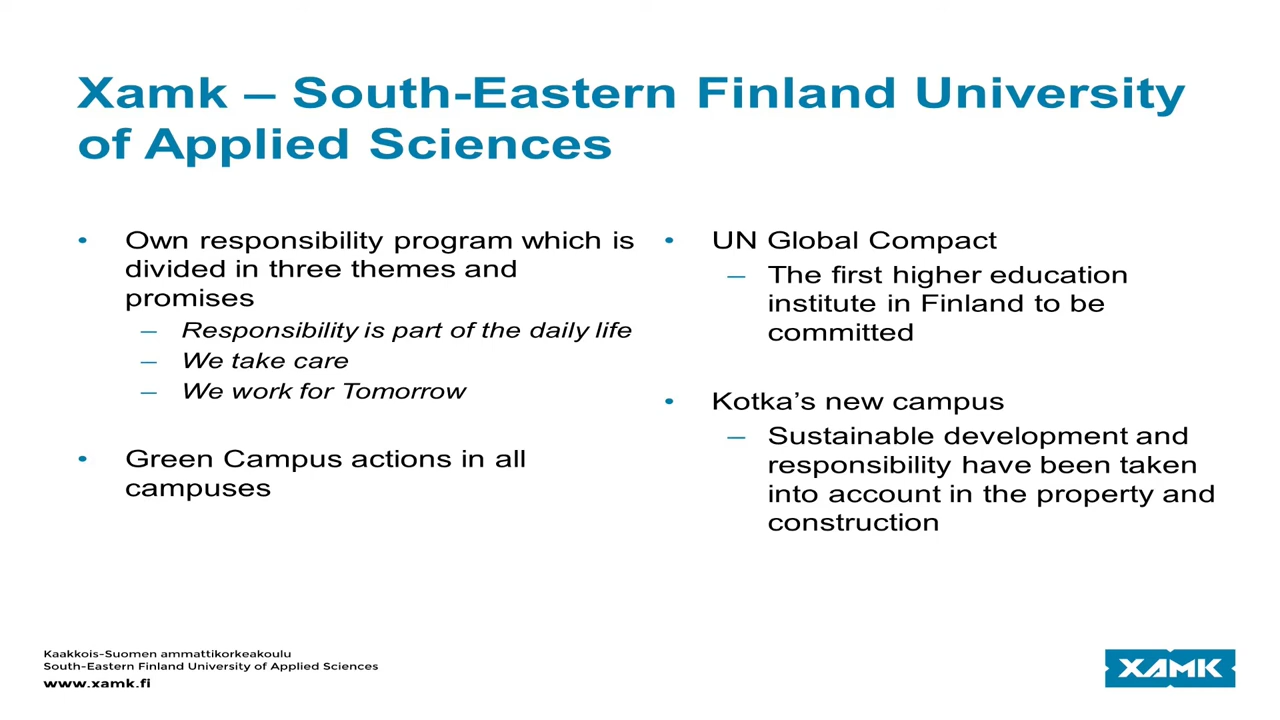 Xamk – South-Eastern Finland University
of Applied Sciences
• Own responsibility program which is
divided in three themes and
promises
– Responsibility is part of the daily life
– We take care
– We work for Tomorrow
• Green Campus actions in all
campuses
• UN Global Compact
– The first higher education
institute in Finland to be
committed
• Kotka’s new campus
– Sustainable development and
responsibility have been taken
into account in the property and
construction
Kaakkois-Suomen ammattikorkeakoulu
South-Eastern Finland University of Applied Sciences
www.xamk.fi
XAMK